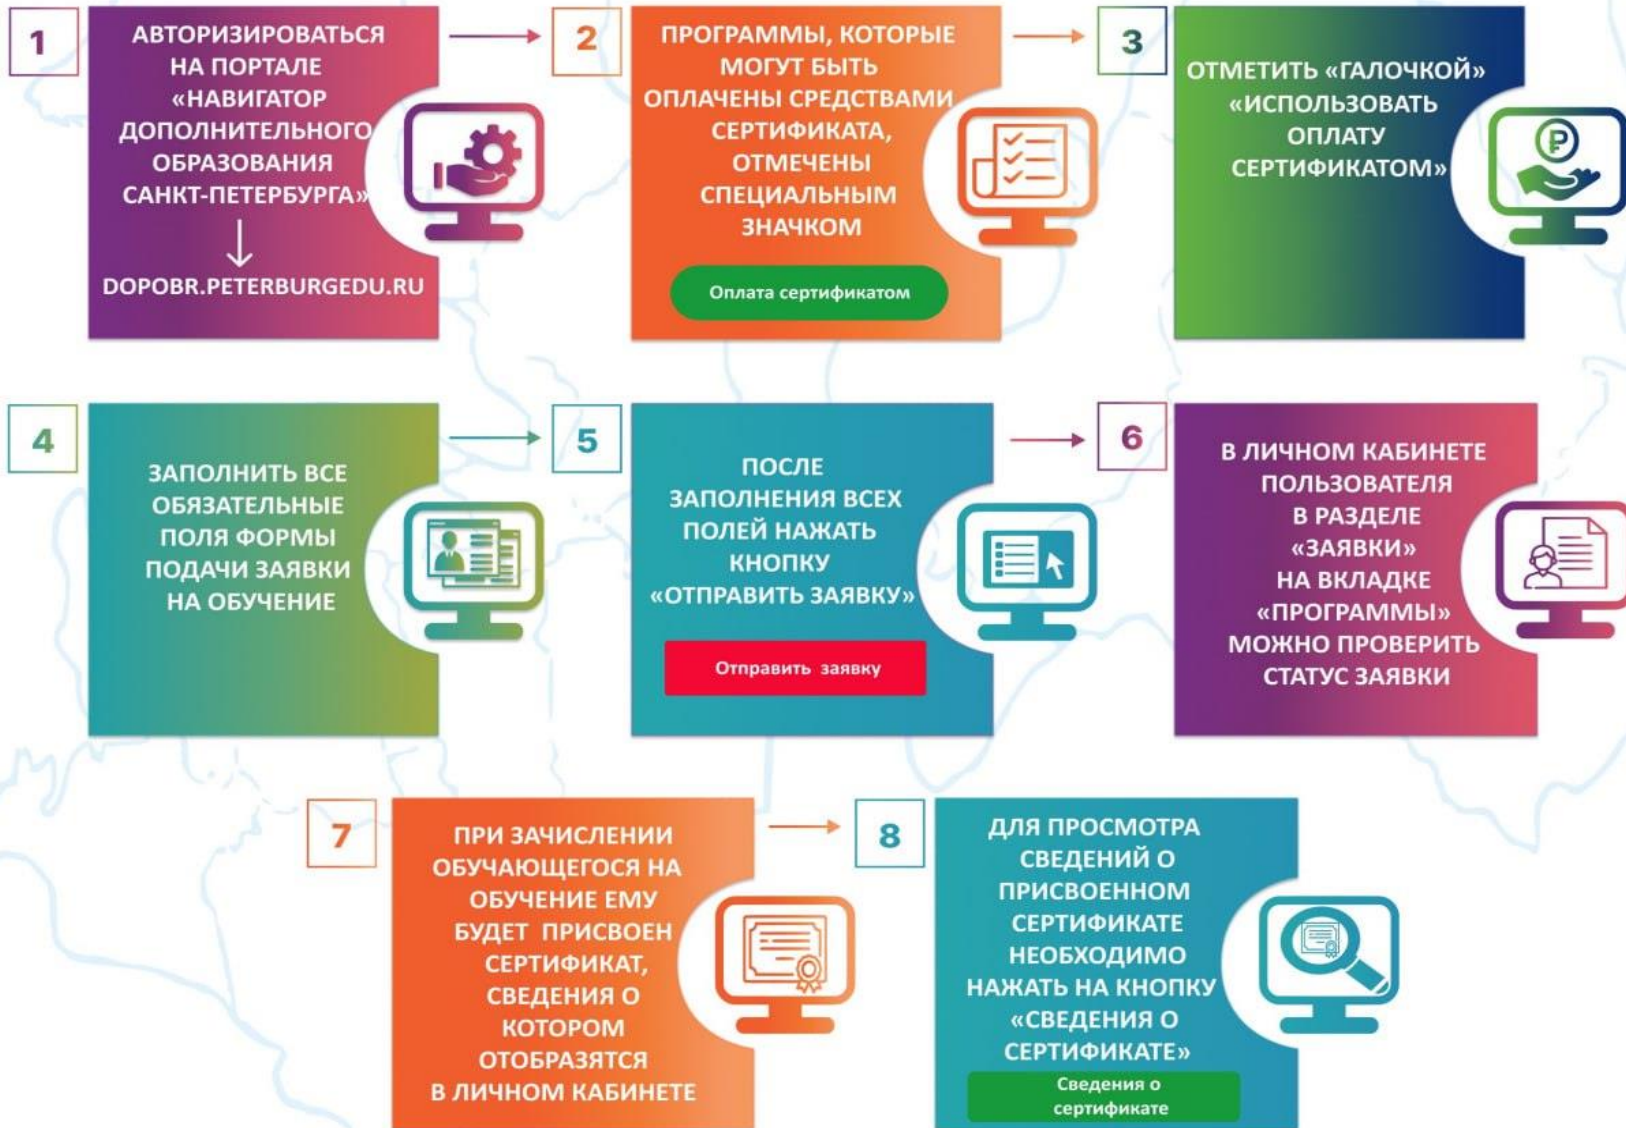 1
АВТОРИЗИРОВАТЬСЯ
НА ПОРТАЛЕ
«НАВИГАТОР
ДОПОЛНИТЕЛЬНОГО
ОБРАЗОВАНИЯ
САНКТ-ПЕТЕРБУРГА»
DOPOBR.PETERBURGEDU.RU
2
ПРОГРАММЫ, КОТОРЫЕ
МОГУТ БЫТЬ
ОПЛАЧЕНЫ СРЕДСТВАМИ
СЕРТИФИКАТА,
ОТМЕЧЕНЫ
СПЕЦИАЛЬНЫМ
ЗНАЧКОМ
Оплата сертификатом
3
ОТМЕТИТЬ «ГАЛОЧКОЙ»
«ИСПОЛЬЗОВАТЬ
ОПЛАТУ
СЕРТИФИКАТОМ»
4
ЗАПОЛНИТЬ ВСЕ
ОБЯЗАТЕЛЬНЫЕ
ПОЛЯ ФОРМЫ
ПОДАЧИ ЗАЯВКИ
НА ОБУЧЕНИЕ
5
ПОСЛЕ
ЗАПОЛНЕНИЯ ВСЕХ
ПОЛЕЙ НАЖАТЬ
КНОПКУ
«ОТПРАВИТЬ ЗАЯВКУ»
Отправить заявку
6
В ЛИЧНОМ КАБИНЕТЕ
ПОЛЬЗОВАТЕЛЯ
В РАЗДЕЛЕ
«ЗАЯВКИ»
НА ВКЛАДКЕ
«ПРОГРАММЫ»
МОЖНО ПРОВЕРИТЬ
СТАТУС ЗАЯВКИ
7
ПРИ ЗАЧИСЛЕНИИ
ОБУЧАЮЩЕГОСЯ НА
ОБУЧЕНИЕ ЕМУ
БУДЕТ ПРИСВОЕН
СЕРТИФИКАТ,
СВЕДЕНИЯ О
КОТОРОМ
ОТОБРАЗЯТСЯ
В ЛИЧНОМ КАБИНЕТЕ
8
ДЛЯ ПРОСМОТРА
СВЕДЕНИЙ О
ПРИСВОЕННОМ
СЕРТИФИКАТЕ
НЕОБХОДИМО
НАЖАТЬ НА КНОПКУ
«СВЕДЕНИЯ О
СЕРТИФИКАТЕ»
Сведения о
сертификате